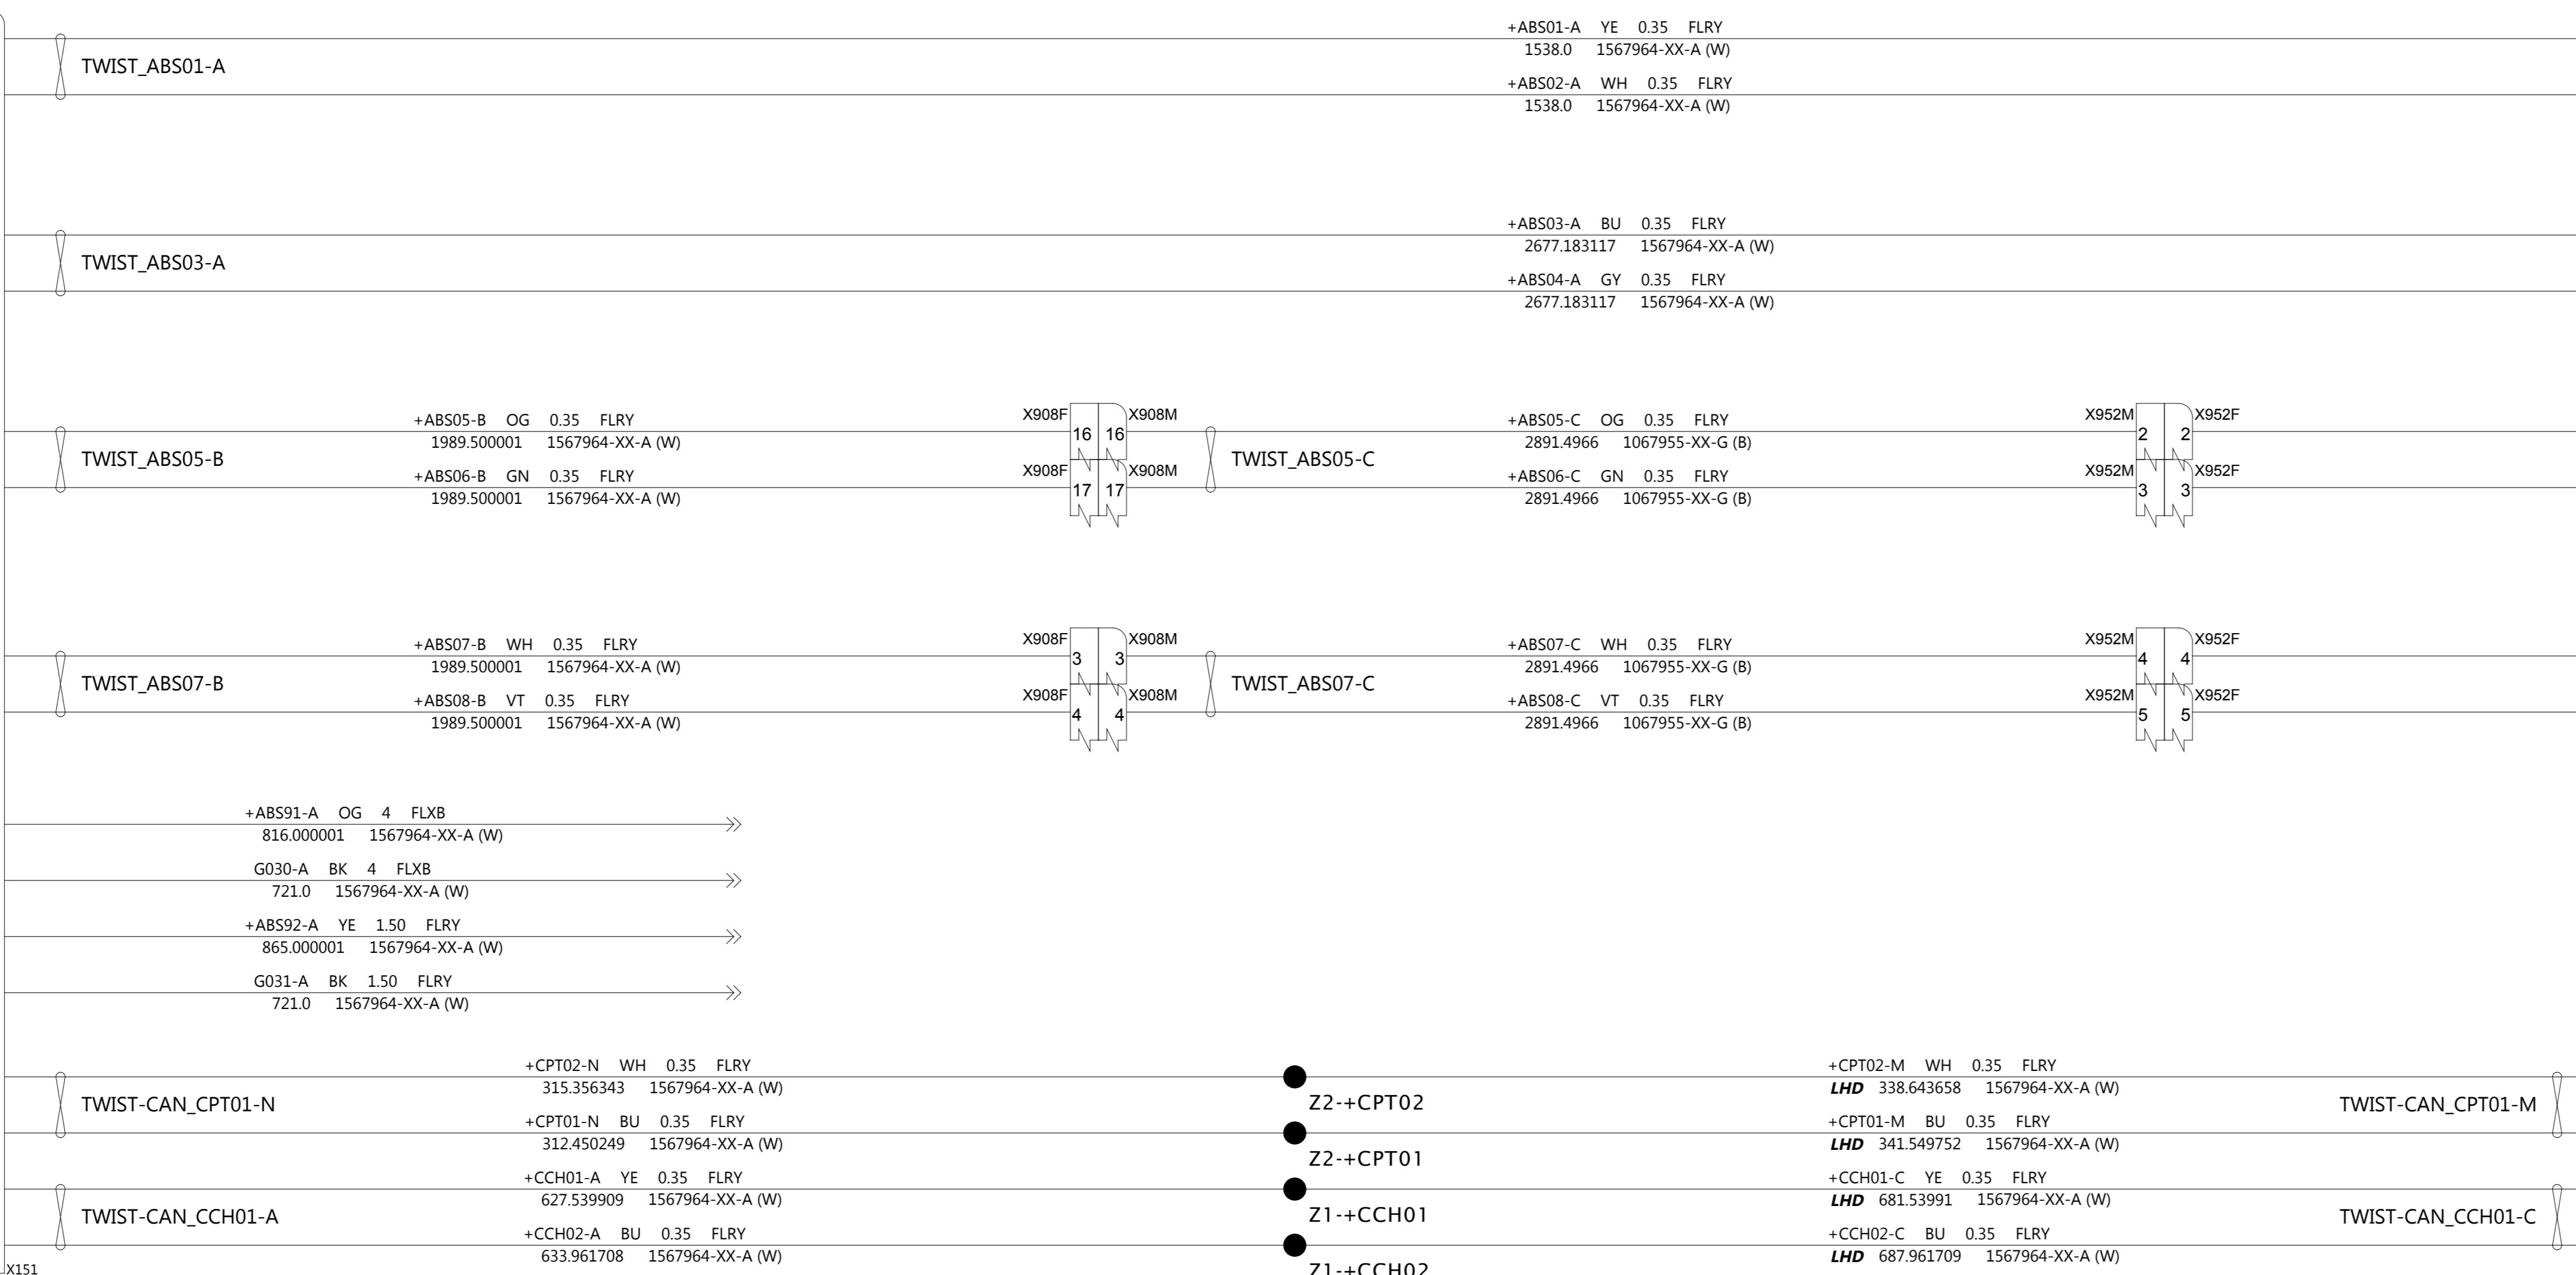 +ABS01-A YE 0.35 FLRY
1538.0 1567964-XX-A (W)
TWIST_ABS01-A
+ABS02-A WH 0.35 FLRY
1538.0 1567964-XX-A (W)
+ABS03-A BU 0.35 FLRY
2677.183117 1567964-XX-A (W)
TWIST_ABS03-A
+ABS04-A GY 0.35 FLRY
2677.183117 1567964-XX-A (W)
+ABS05-B OG 0.35 FLRY X908F X908M +ABS05-C OG 0.35 FLRY X952M X952F
16 16 2 2
1989.500001 1567964-XX-A (W) 2891.4966 1067955-XX-G (B)
TWIST_ABS05-B TWIST_ABS05-C
+ABS06-B GN 0.35 FLRY X908F X908M +ABS06-C GN 0.35 FLRY X952M X952F
17 17 3 3
1989.500001 1567964-XX-A (W) 2891.4966 1067955-XX-G (B)
+ABS07-B WH 0.35 FLRY X908F X908M +ABS07-C WH 0.35 FLRY X952M X952F
3 3 4 4
1989.500001 1567964-XX-A (W) 2891.4966 1067955-XX-G (B)
TWIST_ABS07-B TWIST_ABS07-C
+ABS08-B VT 0.35 FLRY X908F X908M +ABS08-C VT 0.35 FLRY X952M X952F
4 4 5 5
1989.500001 1567964-XX-A (W) 2891.4966 1067955-XX-G (B)
+ABS91-A OG 4 FLXB
816.000001 1567964-XX-A (W)
G030-A BK 4 FLXB
721.0 1567964-XX-A (W)
+ABS92-A YE 1.50 FLRY
865.000001 1567964-XX-A (W)
G031-A BK 1.50 FLRY
721.0 1567964-XX-A (W)
+CPT02-N WH 0.35 FLRY +CPT02-M WH 0.35 FLRY
315.356343 1567964-XX-A (W) LHD 338.643658 1567964-XX-A (W)
TWIST-CAN_CPT01-N Z2-+CPT02 TWIST-CAN_CPT01-M
+CPT01-N BU 0.35 FLRY +CPT01-M BU 0.35 FLRY
312.450249 1567964-XX-A (W) LHD 341.549752 1567964-XX-A (W)
Z2-+CPT01
+CCH01-A YE 0.35 FLRY +CCH01-C YE 0.35 FLRY
627.539909 1567964-XX-A (W) LHD 681.53991 1567964-XX-A (W)
TWIST-CAN_CCH01-A Z1-+CCH01 TWIST-CAN_CCH01-C
+CCH02-A BU 0.35 FLRY +CCH02-C BU 0.35 FLRY
633.961708 1567964-XX-A (W) LHD 687.961709 1567964-XX-A (W)
X151 Z1-+CCH02